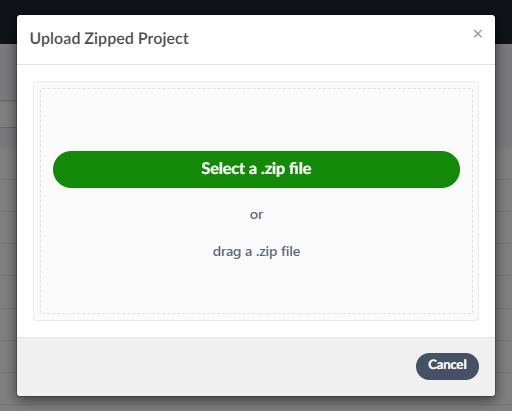 Upload Zipped Project
×
Select a .zip file
or
drag a .zip file
Cancel